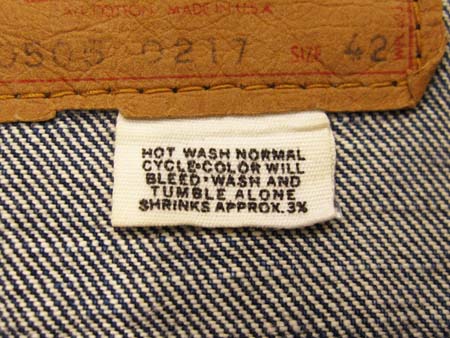 COTTON. MADE IN U.S.A.
0217 SIZE 42
HOT WASH NORMAL
CYCLE•COLOR WILL
BLEED•WASH AND
TUMBLE ALONE
SHRINKS APPROX. 3%